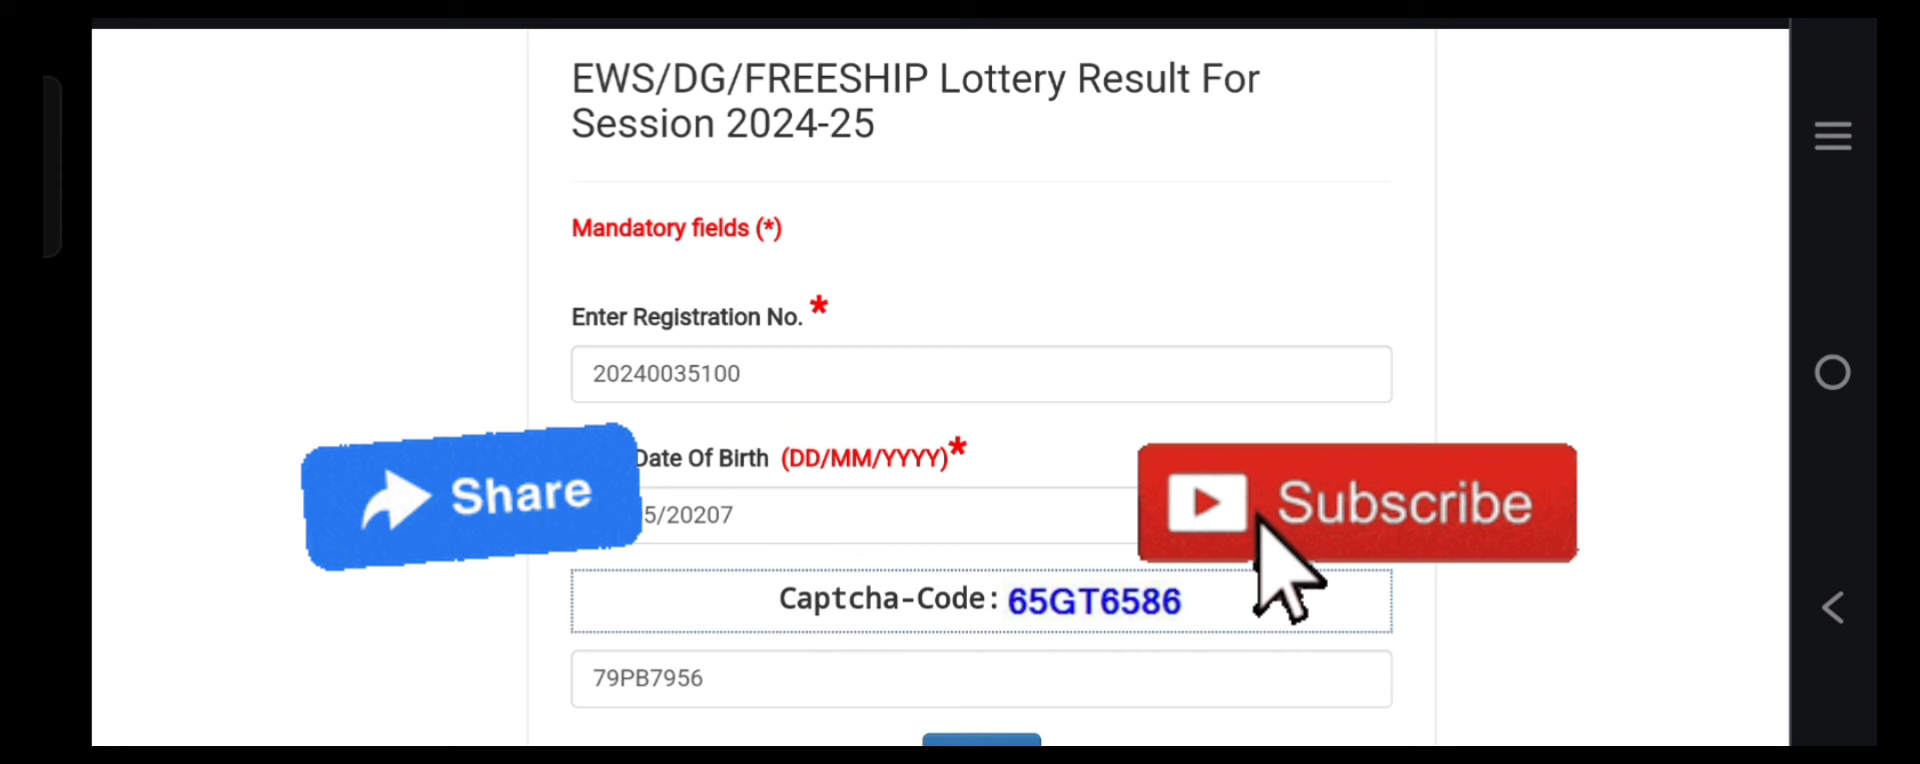 EWS/DG/FREESHIP Lottery Result For
Session 2024-25
Mandatory fields (*)
Enter Registration No. *
20240035100
Date Of Birth (DD/MM/YYYY)*
5/20207
Share
Subscribe
Captcha-Code: 65GT6586
79PB7956